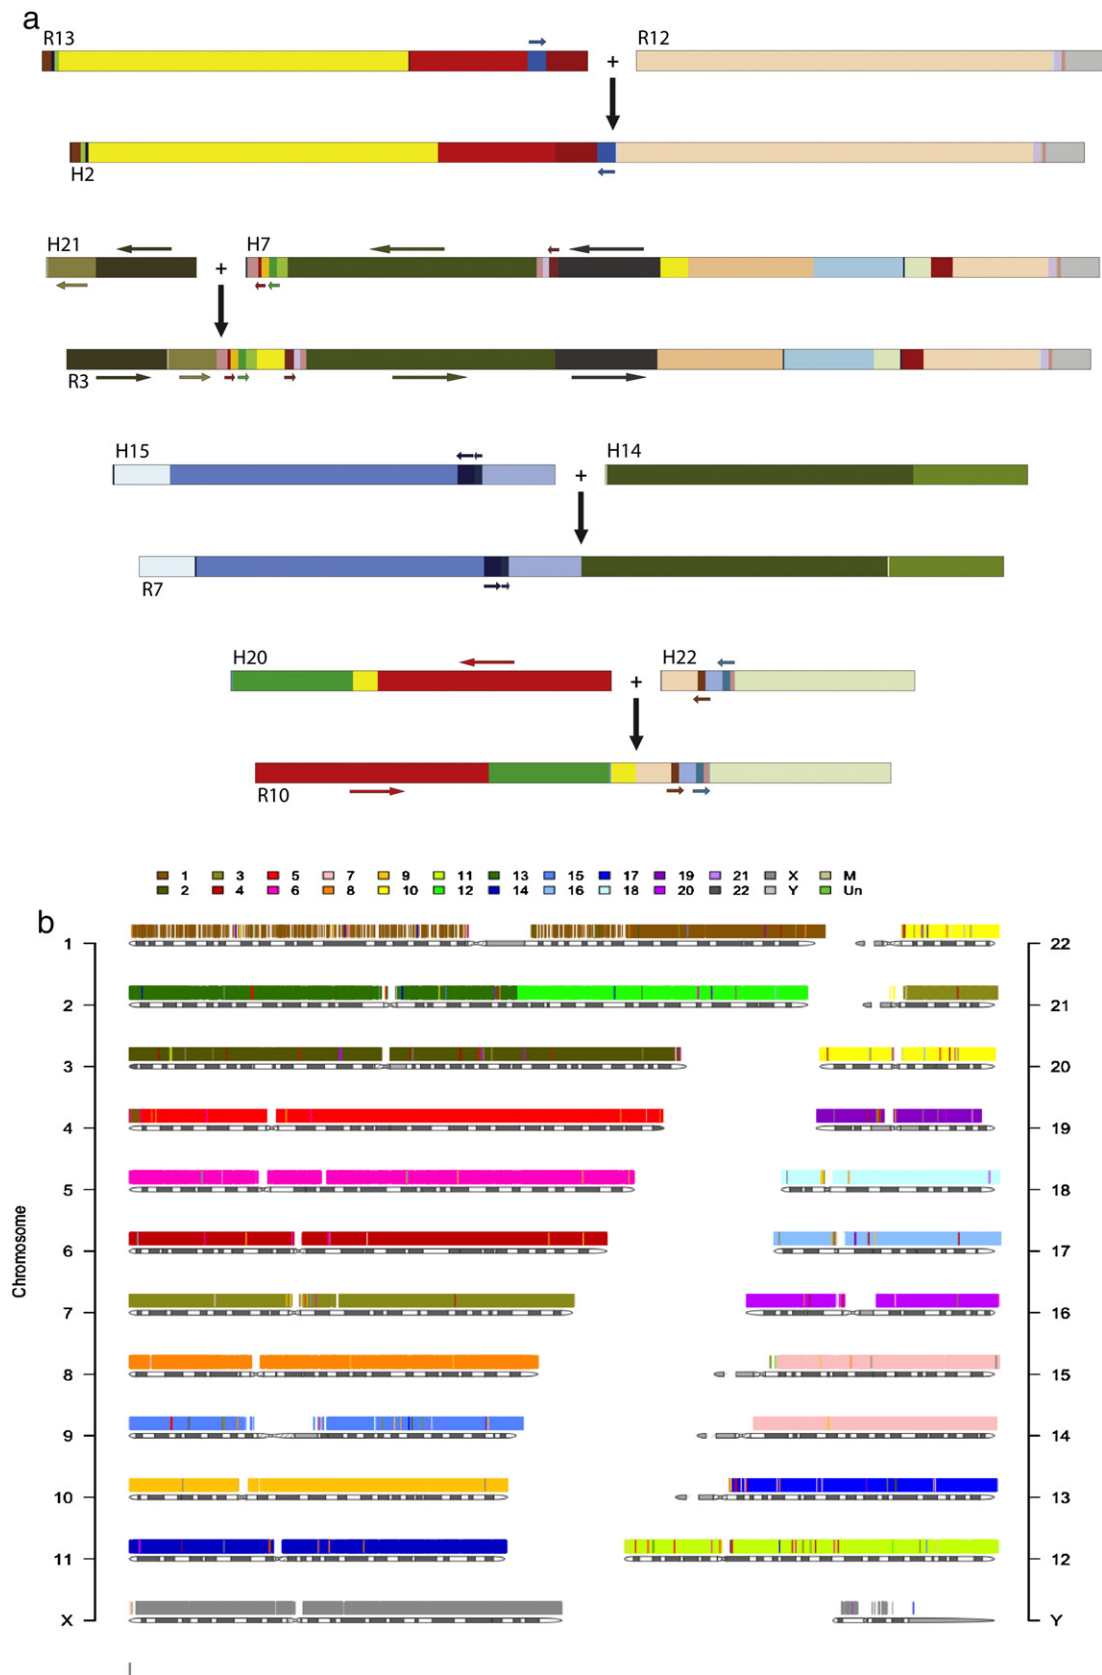 a
R13
R12
+
H2
H21
H7
+
R3
H15
H14
+
R7
H20
H22
+
R10
1 3 5 7 9 11 13 15 17 19 21 X M
2 4 6 8 10 12 14 16 18 20 22 Y Un
b
1 22
2 21
3 20
4 19
5 18
6 17
7 16
8 15
9 14
10 13
11 12
X Y
Chromosome